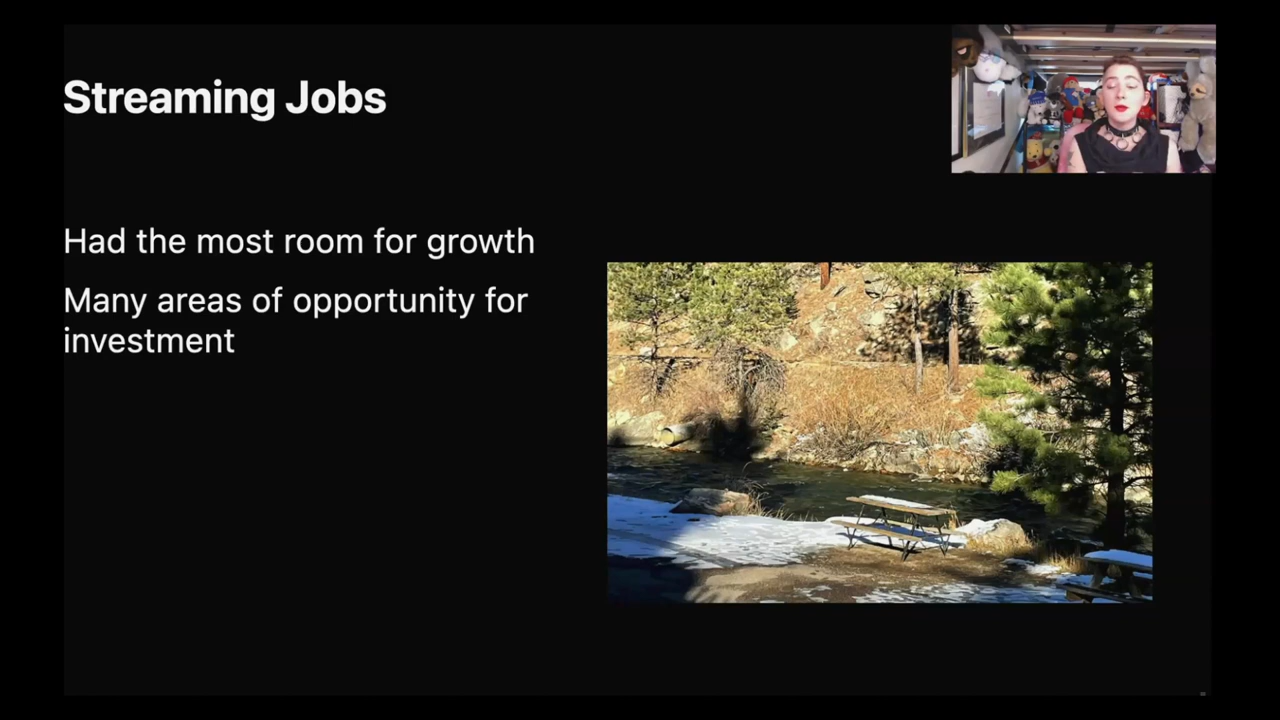 Streaming Jobs
Had the most room for growth
Many areas of opportunity for
investment